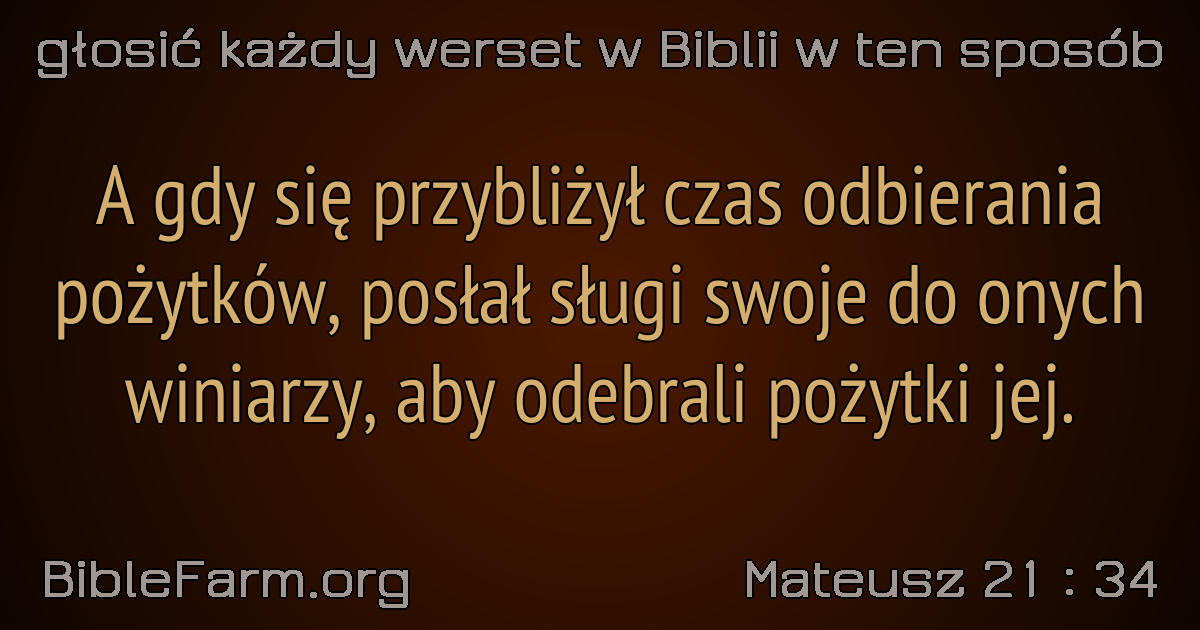 głosić każdy werset w Biblii w ten sposób
A gdy się przybliżył czas odbierania
pożytków, posłał sługi swoje do onych
winiarzy, aby odebrali pożytki jej.
BibleFarm.org
Mateusz 21 : 34